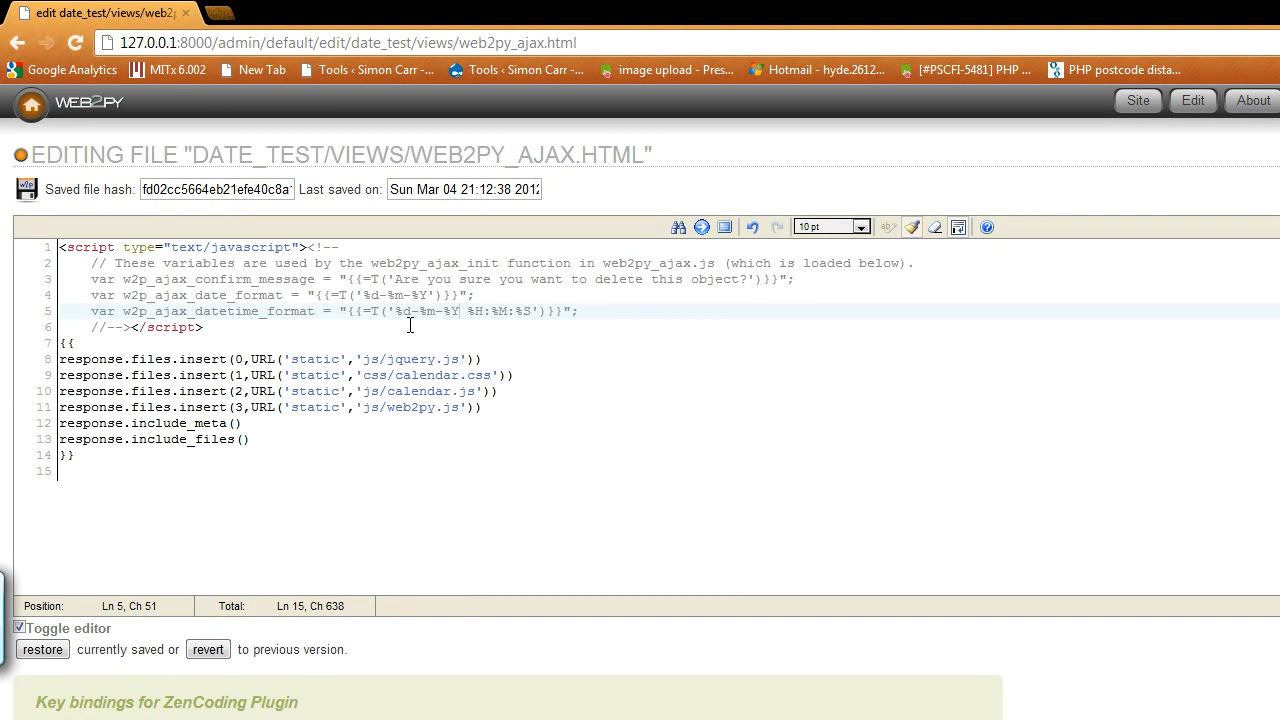 edit date_test/views/web2p
127.0.0.1:8000/admin/default/edit/date_test/views/web2py_ajax.html
Google Analytics MITx 6.002 New Tab Tools ‹ Simon Carr -... Tools ‹ Simon Carr -... image upload - Pres... Hotmail - hyde.2612... [#PSCFI-5481] PHP ... PHP postcode dista...
WEB2PY Site Edit About
EDITING FILE "DATE_TEST/VIEWS/WEB2PY_AJAX.HTML"
Saved file hash: fd02cc5664eb21efe40c8a1 Last saved on: Sun Mar 04 21:12:38 2012
10 pt
1 <script type="text/javascript"><!--
2 // These variables are used by the web2py_ajax_init function in web2py_ajax.js (which is loaded below).
3 var w2p_ajax_confirm_message = "{{=T('Are you sure you want to delete this object?')}}";
4 var w2p_ajax_date_format = "{{=T('%d-%m-%Y')}}";
5 var w2p_ajax_datetime_format = "{{=T('%d-%m-%Y %H:%M:%S')}}";
6 //--></script>
7 {{
8 response.files.insert(0,URL('static','js/jquery.js'))
9 response.files.insert(1,URL('static','css/calendar.css'))
10 response.files.insert(2,URL('static','js/calendar.js'))
11 response.files.insert(3,URL('static','js/web2py.js'))
12 response.include_meta()
13 response.include_files()
14 }}
15
Position: Ln 5, Ch 51 Total: Ln 15, Ch 638
Toggle editor
restore currently saved or revert to previous version.
Key bindings for ZenCoding Plugin